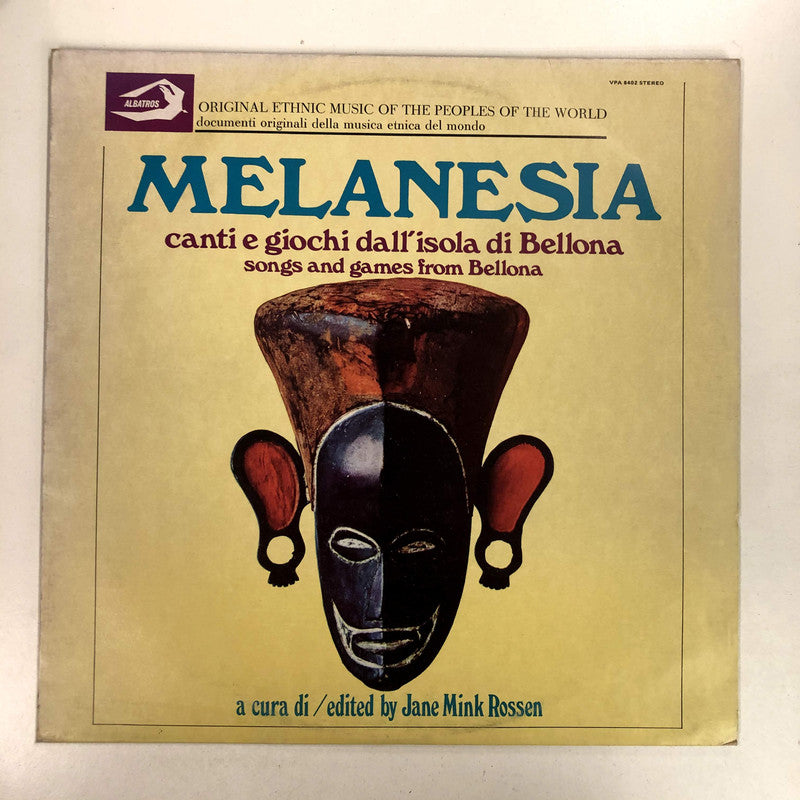 VPA 8402 STEREO
ALBATROS
ORIGINAL ETHNIC MUSIC OF THE PEOPLES OF THE WORLD
documenti originali della musica etnica del mondo
MELANESIA
canti e giochi dall'isola di Bellona
songs and games from Bellona
a cura di / edited by Jane Mink Rossen